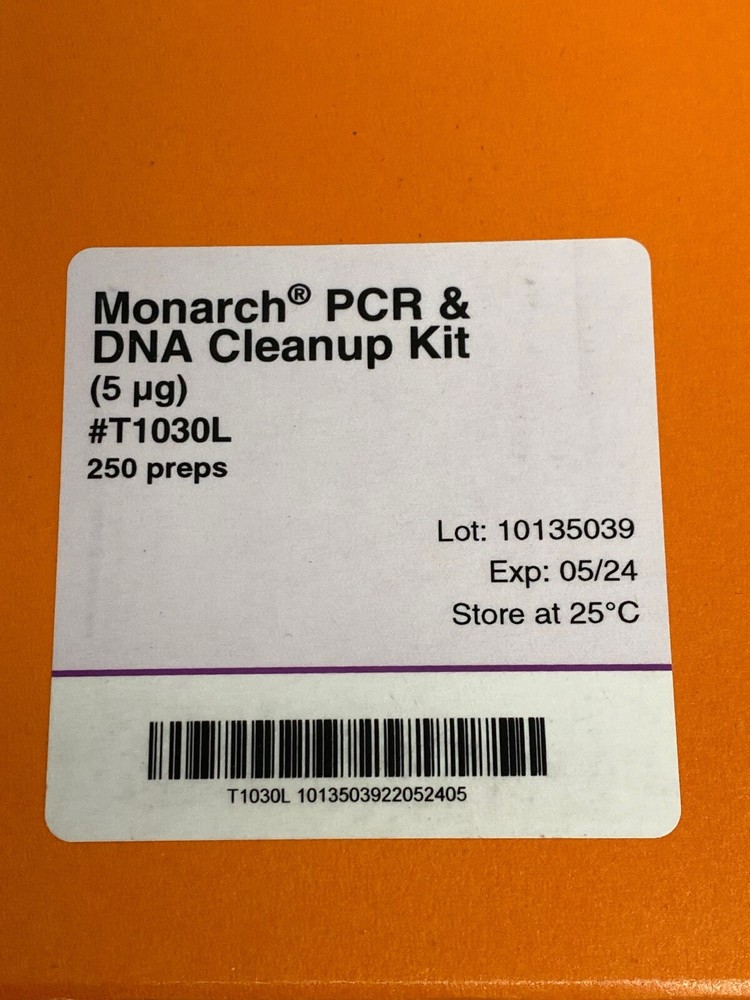 Monarch® PCR &
DNA Cleanup Kit
(5 µg)
#T1030L
250 preps
Lot: 10135039
Exp: 05/24
Store at 25°C
T1030L 1013503922052405